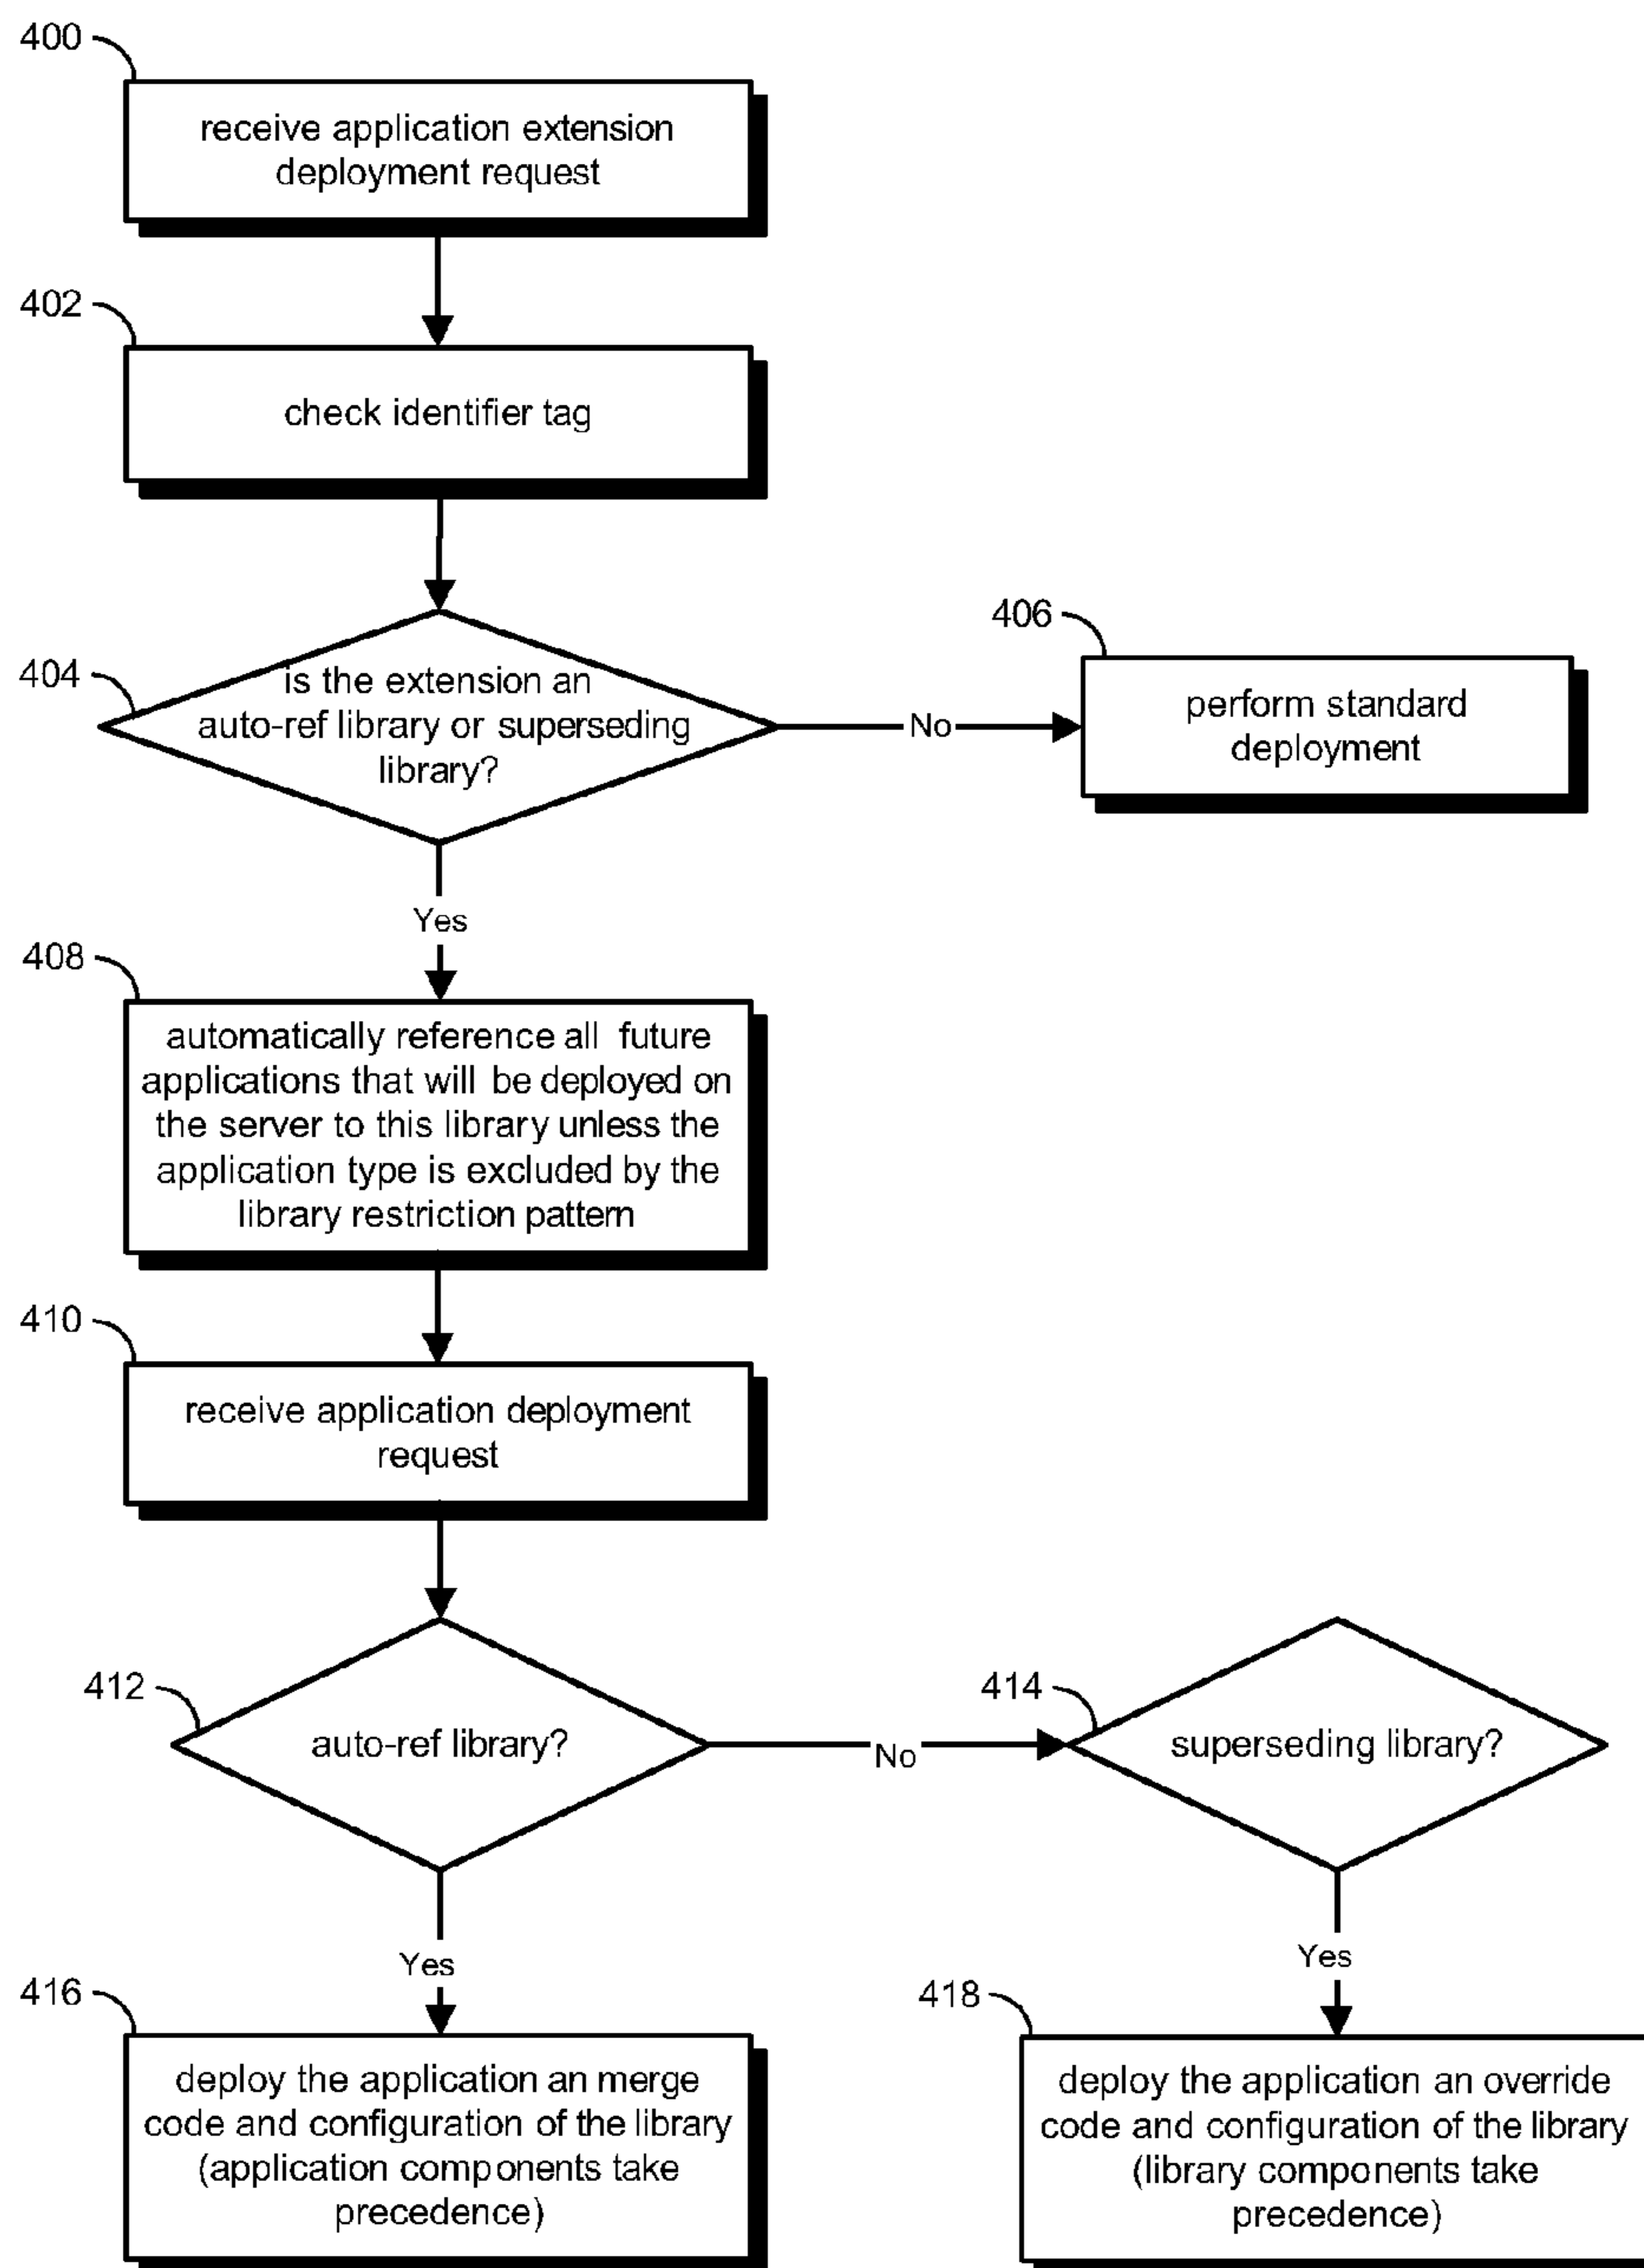 400
receive application extension
deployment request
402
check identifier tag
404
is the extension an
auto-ref library or superseding
library?
No
406
perform standard
deployment
Yes
408
automatically reference all future
applications that will be deployed on
the server to this library unless the
application type is excluded by the
library restriction pattern
410
receive application deployment
request
412
auto-ref library?
No
414
superseding library?
Yes
416
deploy the application an merge
code and configuration of the library
(application components take
precedence)
Yes
418
deploy the application an override
code and configuration of the library
(library components take
precedence)